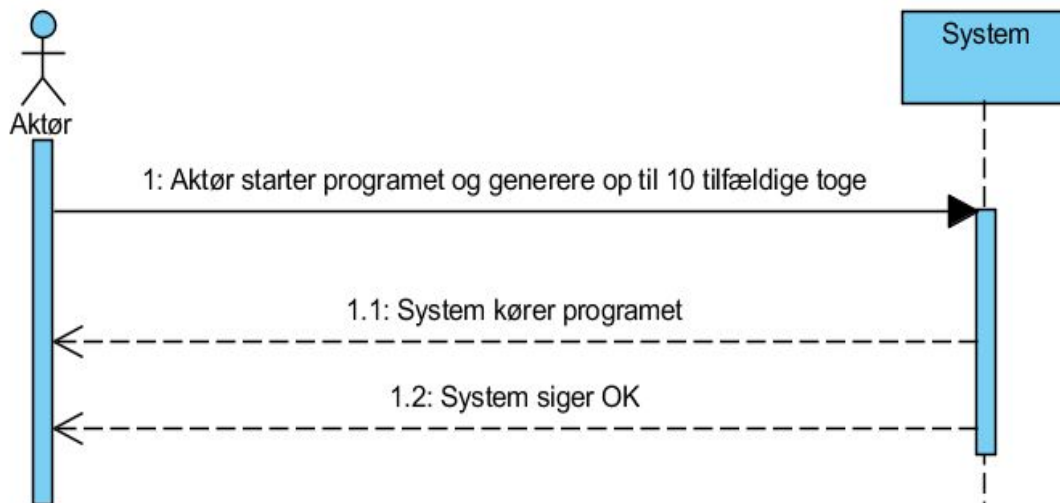 System
Aktør
1: Aktør starter programet og generere op til 10 tilfældige toge
1.1: System kører programet
1.2: System siger OK